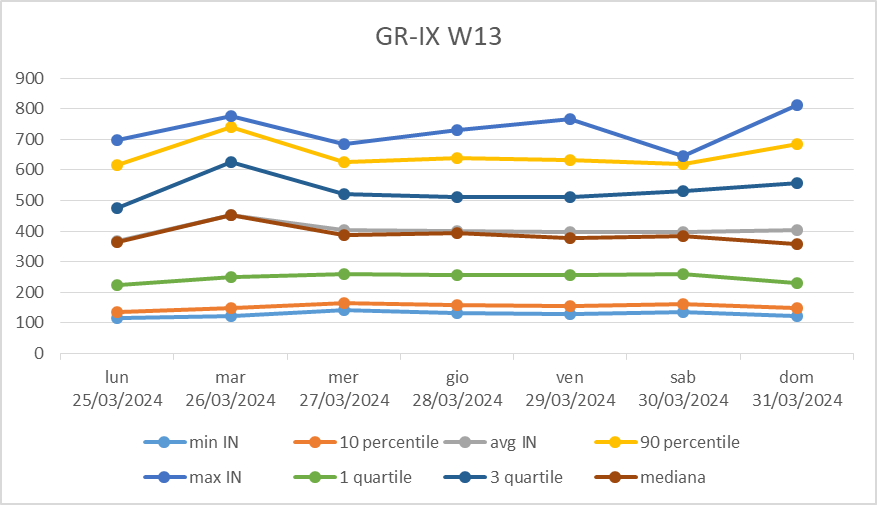 GR-IX W13
900
800
700
600
500
400
300
200
100
0
lun mar mer gio ven sab dom
25/03/2024 26/03/2024 27/03/2024 28/03/2024 29/03/2024 30/03/2024 31/03/2024
min IN 10 percentile avg IN 90 percentile
max IN 1 quartile 3 quartile mediana